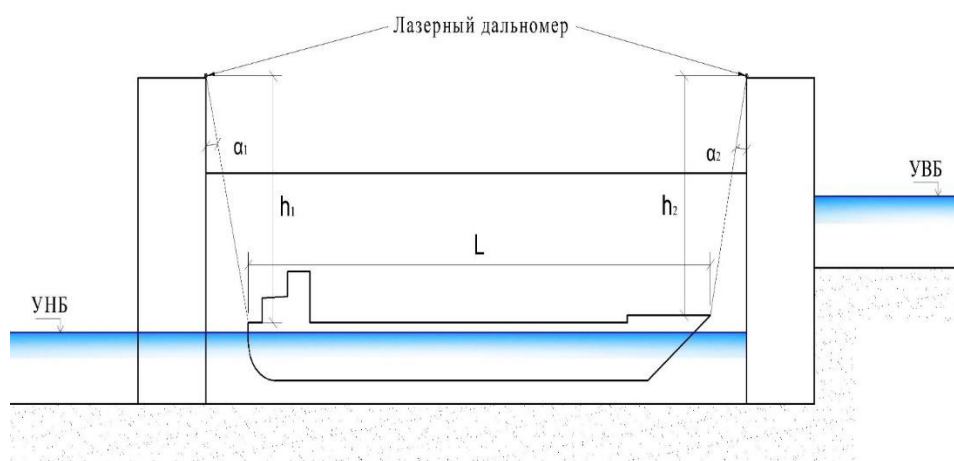 Лазерный дальномер
α₁
α₂
h₁
h₂
УВБ
L
УНБ